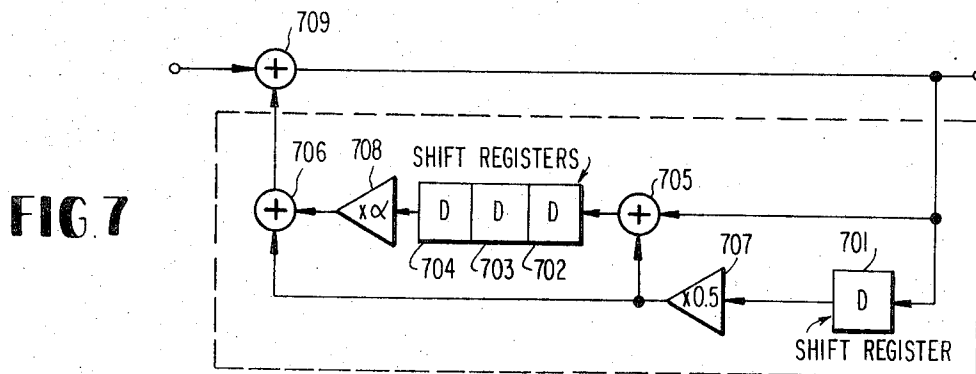 709
+
706
708
SHIFT REGISTERS
705
FIG. 7
+
xα
D D D
+
704 703 702
707
701
x0.5
D
SHIFT REGISTER